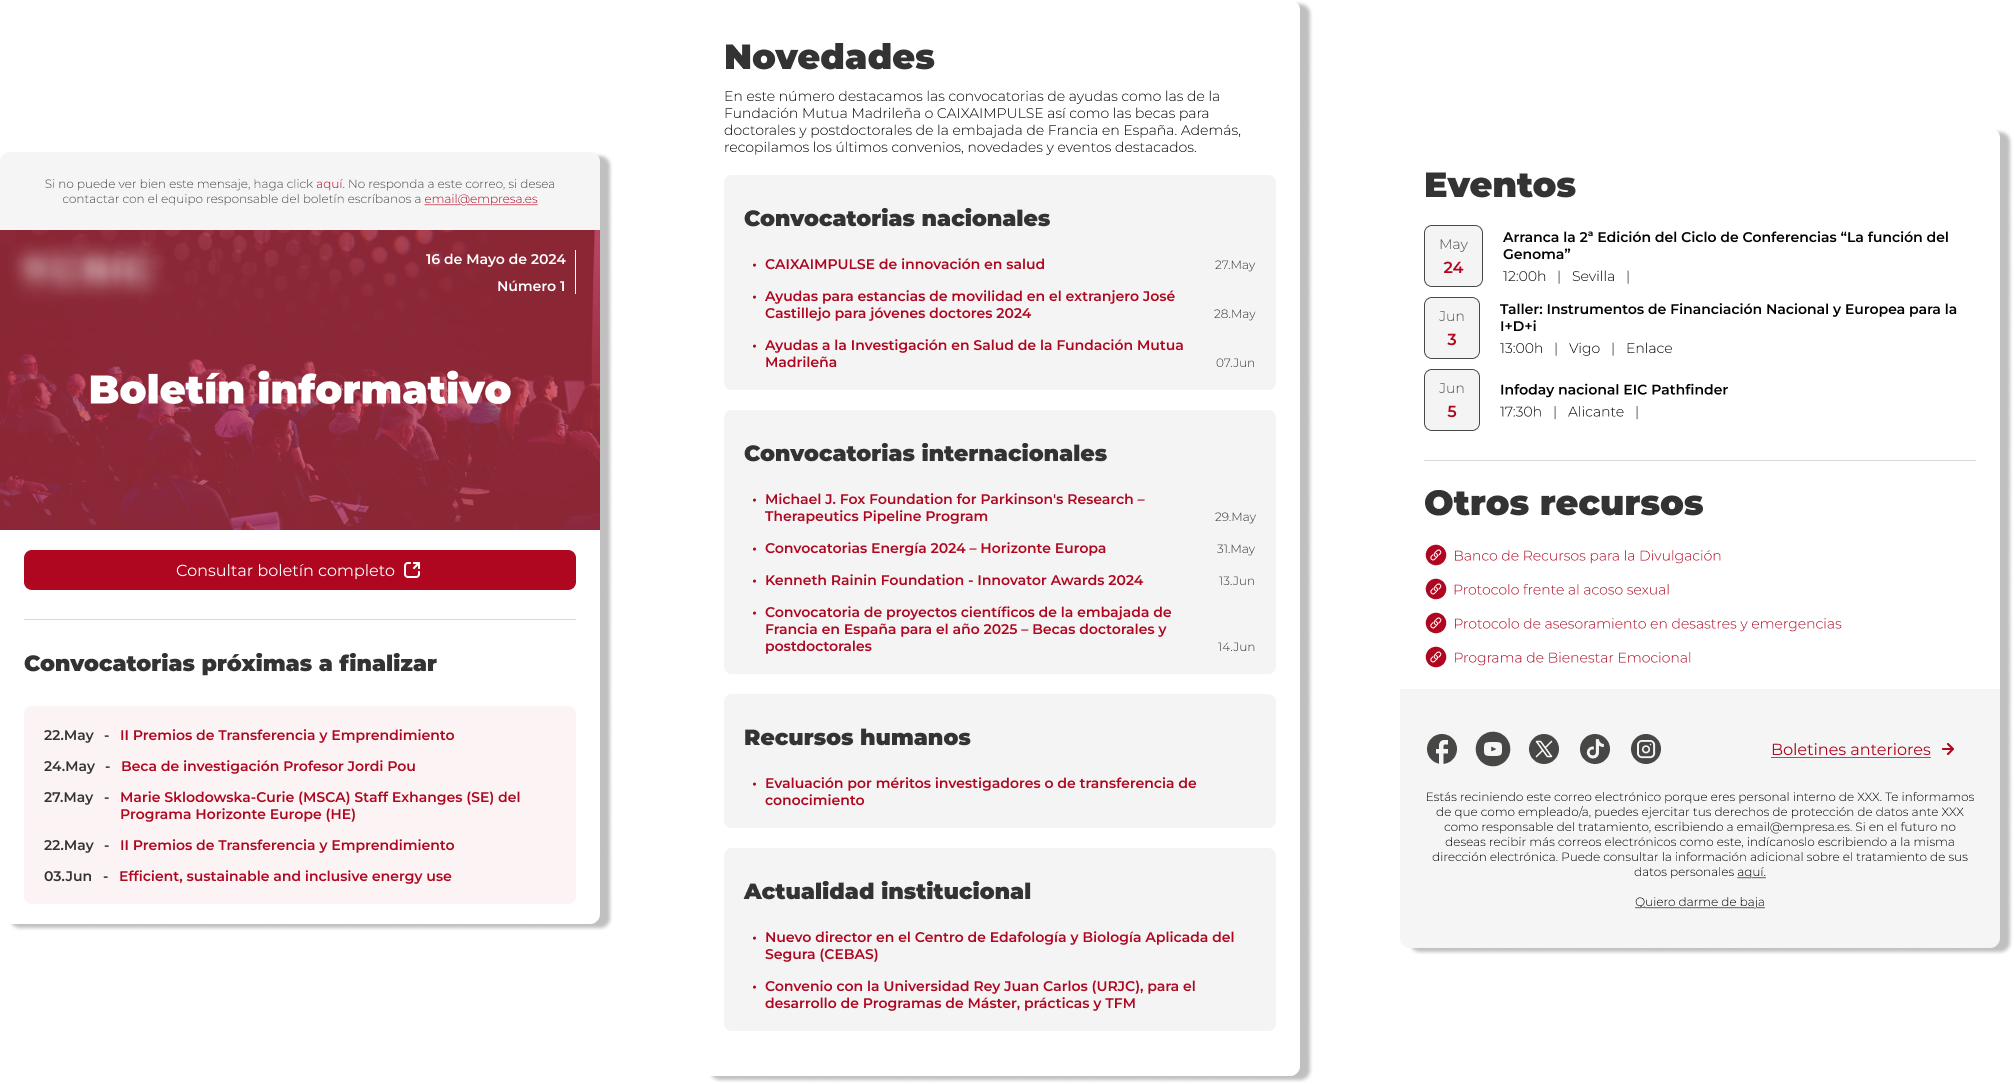 Si no puede ver bien este mensaje, haga click aquí. No responda a este correo, si desea
contactar con el equipo responsable del boletín escríbanos a email@empresa.es
16 de Mayo de 2024
Número 1
Boletín informativo
Consultar boletín completo
Convocatorias próximas a finalizar
22.May - II Premios de Transferencia y Emprendimiento
24.May - Beca de investigación Profesor Jordi Pou
27.May - Marie Sklodowska-Curie (MSCA) Staff Exhanges (SE) del
Programa Horizonte Europe (HE)
22.May - II Premios de Transferencia y Emprendimiento
03.Jun - Efficient, sustainable and inclusive energy use
Novedades
En este número destacamos las convocatorias de ayudas como las de la
Fundación Mutua Madrileña o CAIXAIMPULSE así como las becas para
doctorales y postdoctorales de la embajada de Francia en España. Además,
recopilamos los últimos convenios, novedades y eventos destacados.
Convocatorias nacionales
• CAIXAIMPULSE de innovación en salud 27.May
• Ayudas para estancias de movilidad en el extranjero José
Castillejo para jóvenes doctores 2024 28.May
• Ayudas a la Investigación en Salud de la Fundación Mutua
Madrileña 07.Jun
Convocatorias internacionales
• Michael J. Fox Foundation for Parkinson's Research –
Therapeutics Pipeline Program 29.May
• Convocatorias Energía 2024 – Horizonte Europa 31.May
• Kenneth Rainin Foundation - Innovator Awards 2024 13.Jun
• Convocatoria de proyectos científicos de la embajada de
Francia en España para el año 2025 – Becas doctorales y
postdoctorales 14.Jun
Recursos humanos
• Evaluación por méritos investigadores o de transferencia de
conocimiento
Actualidad institucional
• Nuevo director en el Centro de Edafología y Biología Aplicada del
Segura (CEBAS)
• Convenio con la Universidad Rey Juan Carlos (URJC), para el
desarrollo de Programas de Máster, prácticas y TFM
Eventos
May
24
Arranca la 2ª Edición del Ciclo de Conferencias “La función del
Genoma”
12:00h | Sevilla |
Jun
3
Taller: Instrumentos de Financiación Nacional y Europea para la
I+D+i
13:00h | Vigo | Enlace
Jun
5
Infoday nacional EIC Pathfinder
17:30h | Alicante |
Otros recursos
Banco de Recursos para la Divulgación
Protocolo frente al acoso sexual
Protocolo de asesoramiento en desastres y emergencias
Programa de Bienestar Emocional
Boletines anteriores
Estás reciniendo este correo electrónico porque eres personal interno de XXX. Te informamos
de que como empleado/a, puedes ejercitar tus derechos de protección de datos ante XXX
como responsable del tratamiento, escribiendo a email@empresa.es. Si en el futuro no
deseas recibir más correos electrónicos como este, indícanoslo escribiendo a la misma
dirección electrónica. Puede consultar la información adicional sobre el tratamiento de sus
datos personales aquí.
Quiero darme de baja